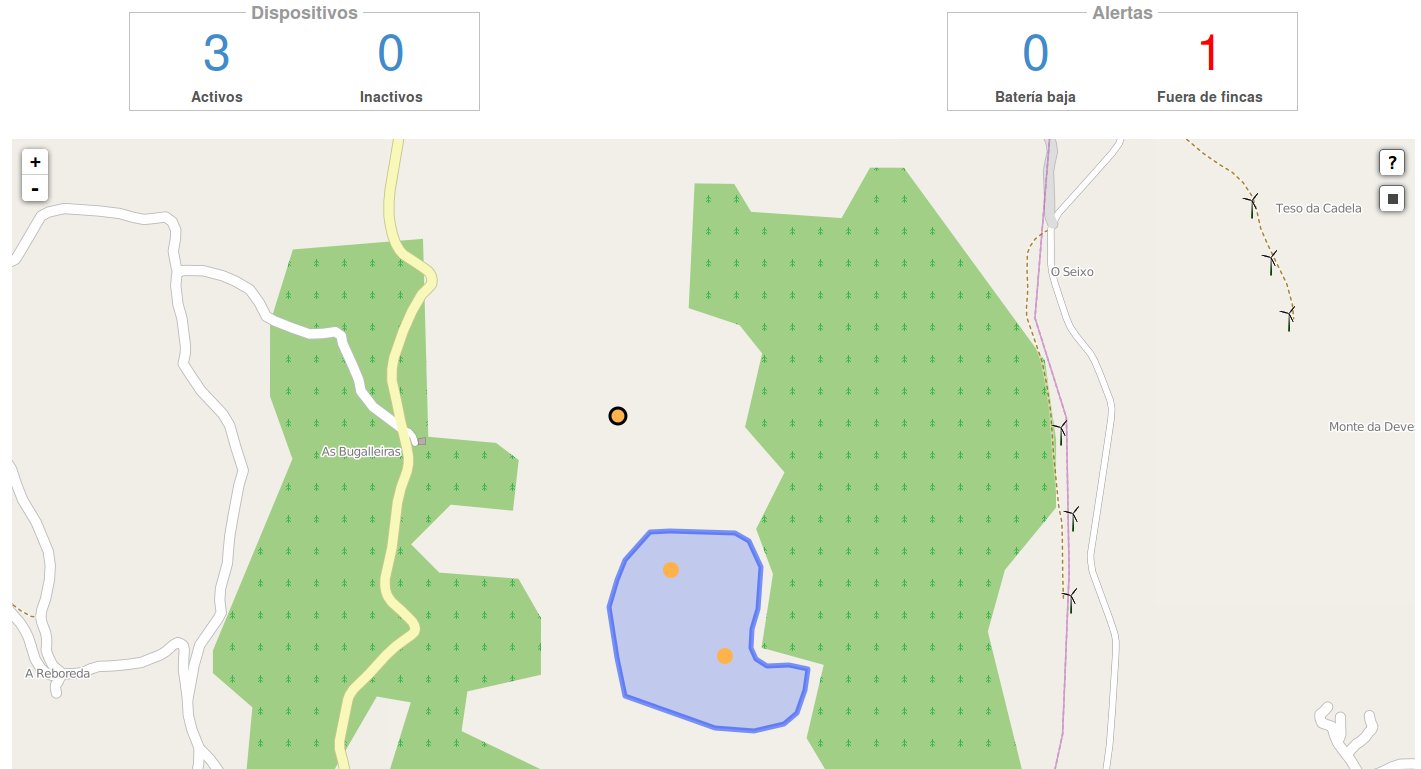 Dispositivos
3
0
Activos
Inactivos
Alertas
0
1
Batería baja
Fuera de fincas
+
-
?
Teso da Cadela
O Seixo
Monte da Deve
As Bugalleiras
A Reboreda